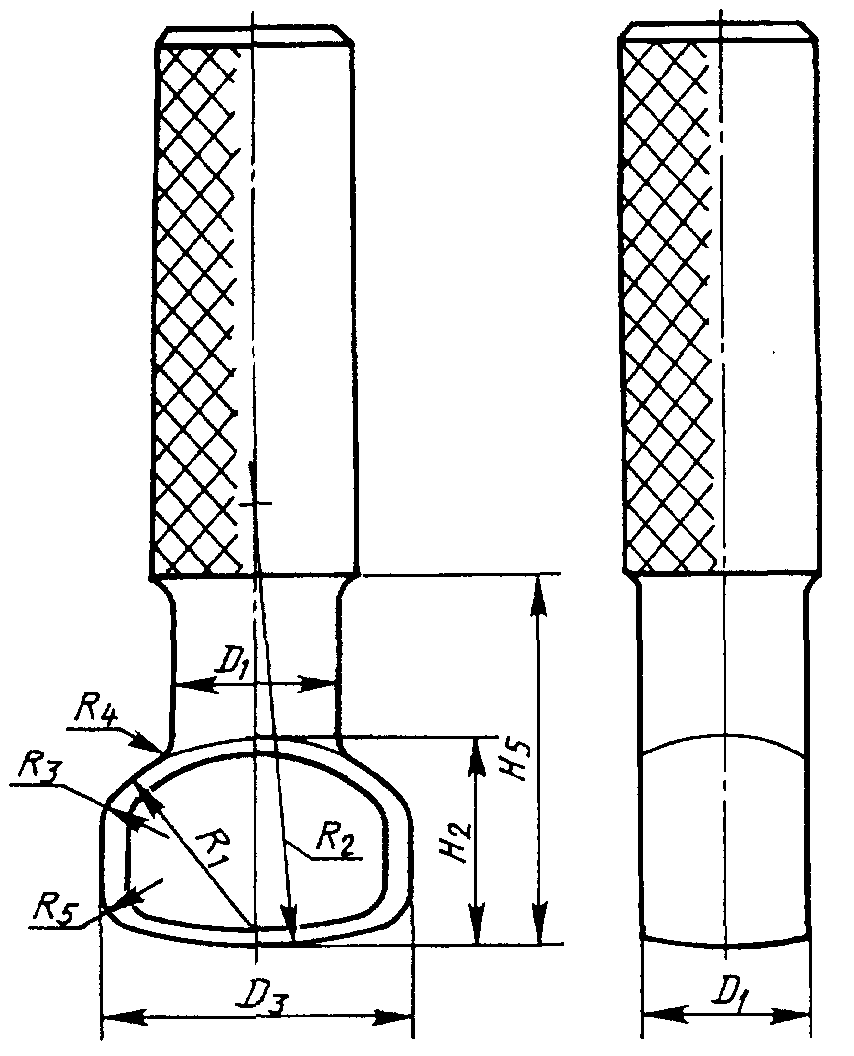 D₁
R₄
R₃
H₅
R₁
R₂
H₂
R₅
D₃
D₁